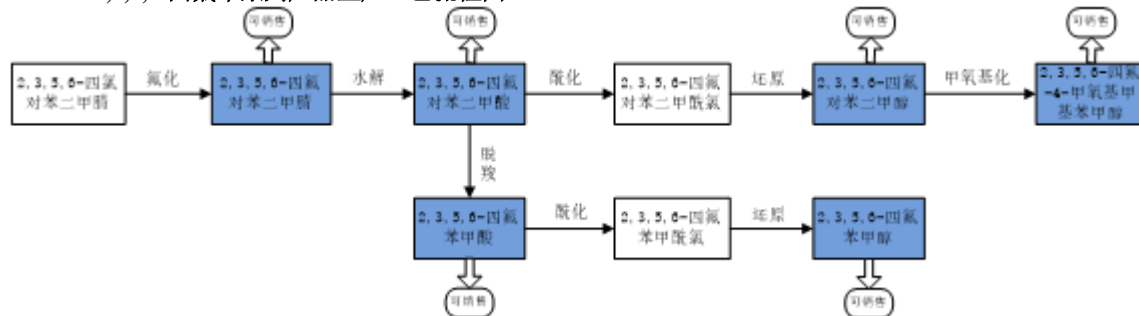 可销售
可销售
可销售
可销售
2,3,5,6-四氯
对苯二甲腈
氟化
2,3,5,6-四氟
对苯二甲腈
水解
2,3,5,6-四氟
对苯二甲酸
酰化
2,3,5,6-四氟
对苯二甲酰氯
还原
2,3,5,6-四氟
对苯二甲醇
甲氧基化
2,3,5,6-四氟
-4-甲氧基甲
基苯甲醇
脱
羧
2,3,5,6-四氟
苯甲酸
酰化
2,3,5,6-四氟
苯甲酰氯
还原
2,3,5,6-四氟
苯甲醇
可销售
可销售